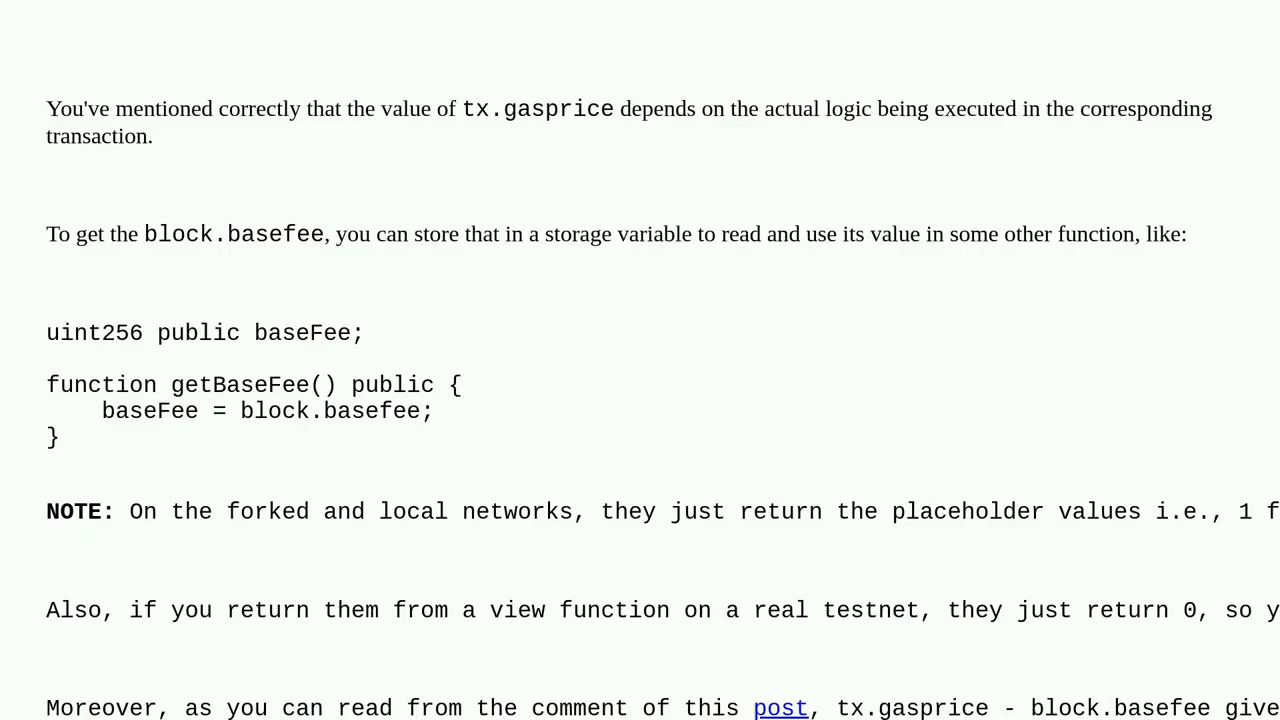 You've mentioned correctly that the value of tx.gasprice depends on the actual logic being executed in the corresponding
transaction.
To get the block.basefee, you can store that in a storage variable to read and use its value in some other function, like:
uint256 public baseFee;
function getBaseFee() public {
    baseFee = block.basefee;
}
NOTE: On the forked and local networks, they just return the placeholder values i.e., 1 f
Also, if you return them from a view function on a real testnet, they just return 0, so y
Moreover, as you can read from the comment of this post, tx.gasprice - block.basefee give